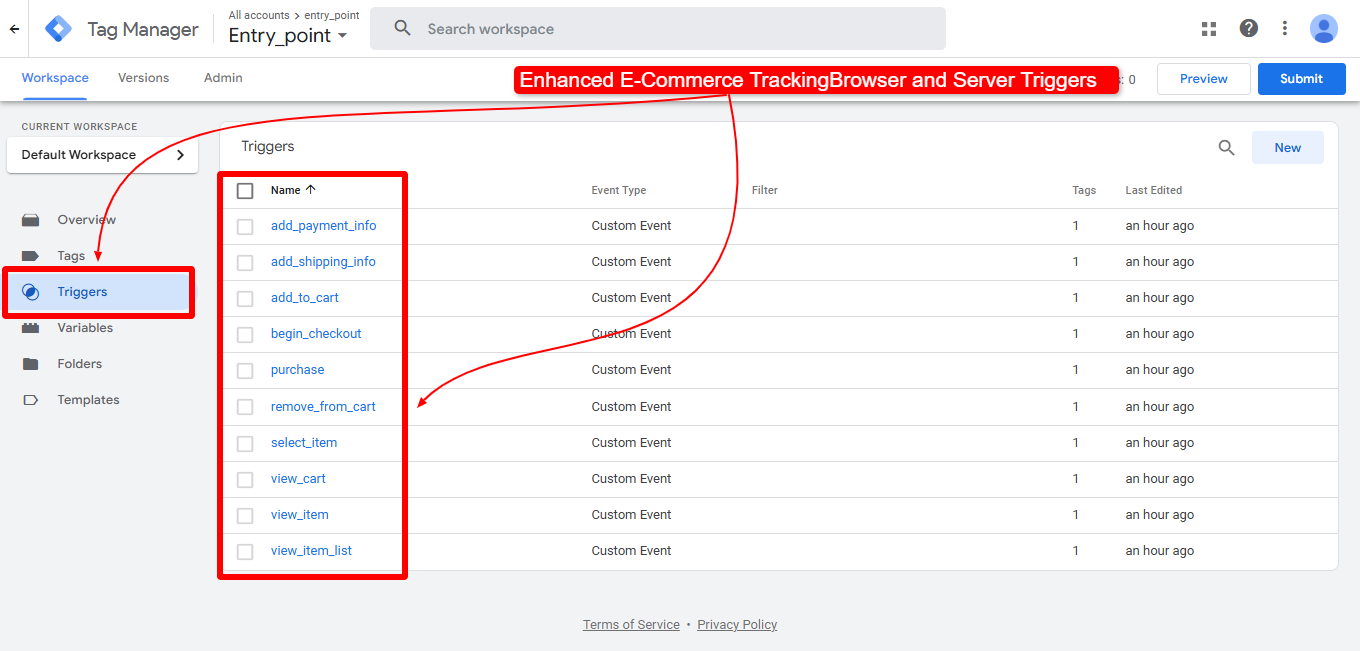 All accounts > entry_point
Tag Manager
Entry_point
Search workspace
Workspace Versions Admin
Enhanced E-Commerce TrackingBrowser and Server Triggers
: 0
Preview
Submit
CURRENT WORKSPACE
Default Workspace
Overview
Tags
Triggers
Variables
Folders
Templates
Triggers
New
Name Event Type Filter Tags Last Edited
add_payment_info Custom Event 1 an hour ago
add_shipping_info Custom Event 1 an hour ago
add_to_cart Custom Event 1 an hour ago
begin_checkout Custom Event 1 an hour ago
purchase Custom Event 1 an hour ago
remove_from_cart Custom Event 1 an hour ago
select_item Custom Event 1 an hour ago
view_cart Custom Event 1 an hour ago
view_item Custom Event 1 an hour ago
view_item_list Custom Event 1 an hour ago
Terms of Service • Privacy Policy